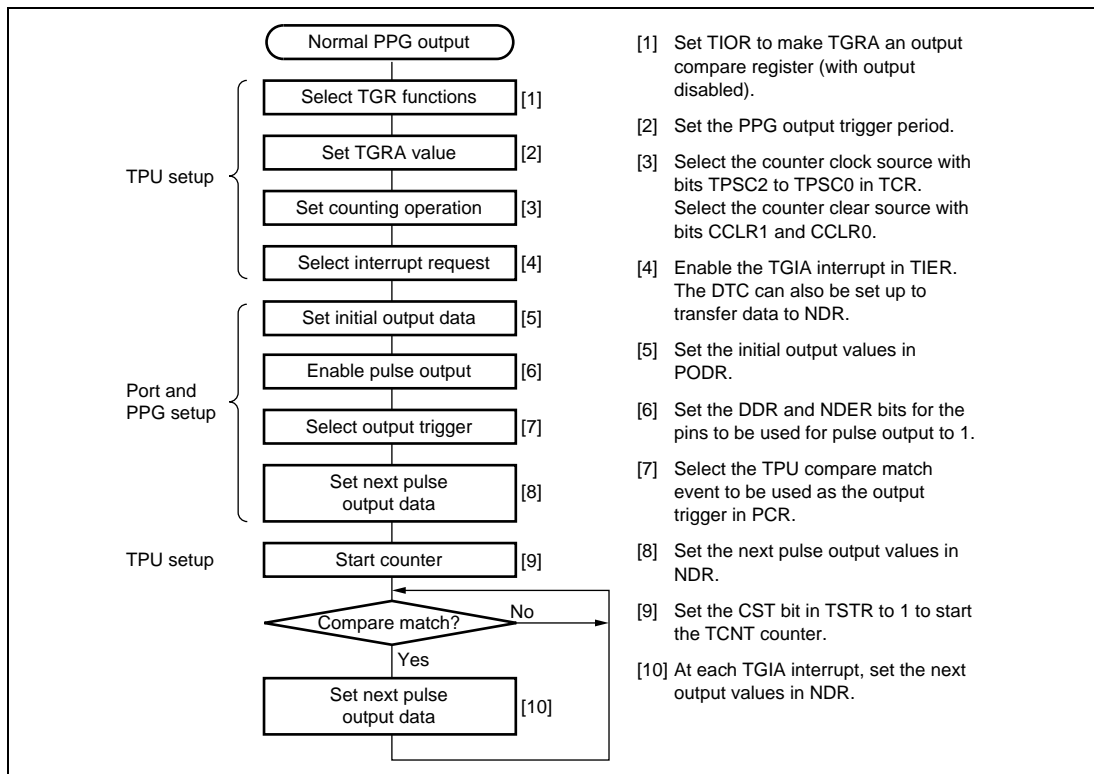 Normal PPG output
Select TGR functions [1]
Set TGRA value [2]
TPU setup
Set counting operation [3]
Select interrupt request [4]
Set initial output data [5]
Enable pulse output [6]
Port and
PPG setup
Select output trigger [7]
Set next pulse
output data
[8]
TPU setup
Start counter [9]
Compare match?
No
Yes
Set next pulse
output data
[10]
[1] Set TIOR to make TGRA an output
compare register (with output
disabled).
[2] Set the PPG output trigger period.
[3] Select the counter clock source with
bits TPSC2 to TPSC0 in TCR.
Select the counter clear source with
bits CCLR1 and CCLR0.
[4] Enable the TGIA interrupt in TIER.
The DTC can also be set up to
transfer data to NDR.
[5] Set the initial output values in
PODR.
[6] Set the DDR and NDER bits for the
pins to be used for pulse output to 1.
[7] Select the TPU compare match
event to be used as the output
trigger in PCR.
[8] Set the next pulse output values in
NDR.
[9] Set the CST bit in TSTR to 1 to start
the TCNT counter.
[10] At each TGIA interrupt, set the next
output values in NDR.